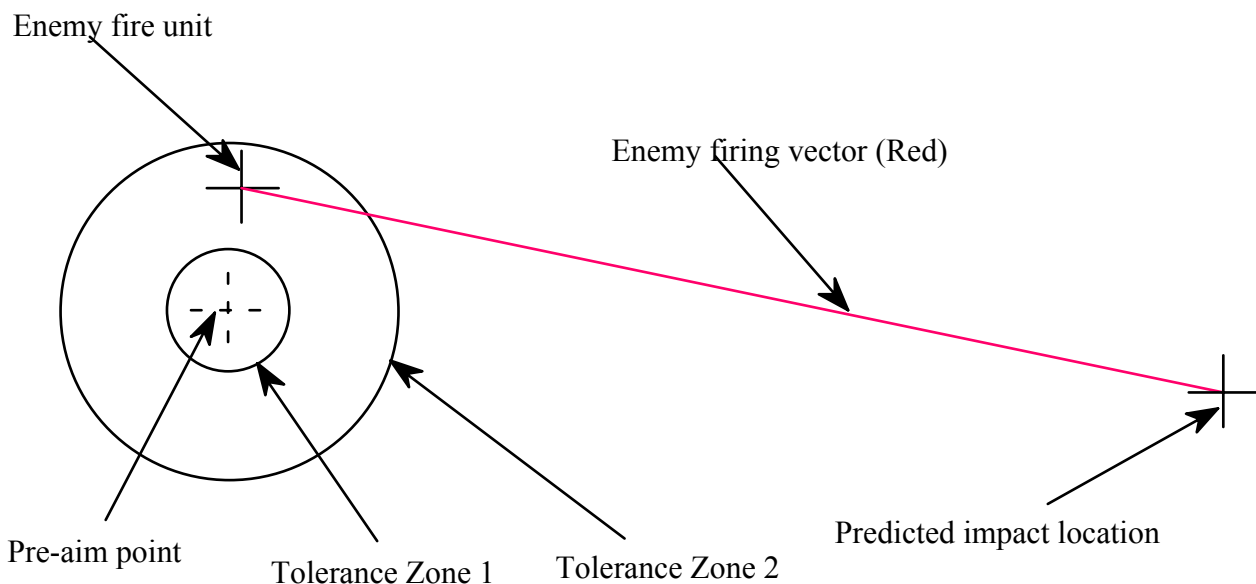 Enemy fire unit
Enemy firing vector (Red)
Predicted impact location
Pre-aim point
Tolerance Zone 1
Tolerance Zone 2